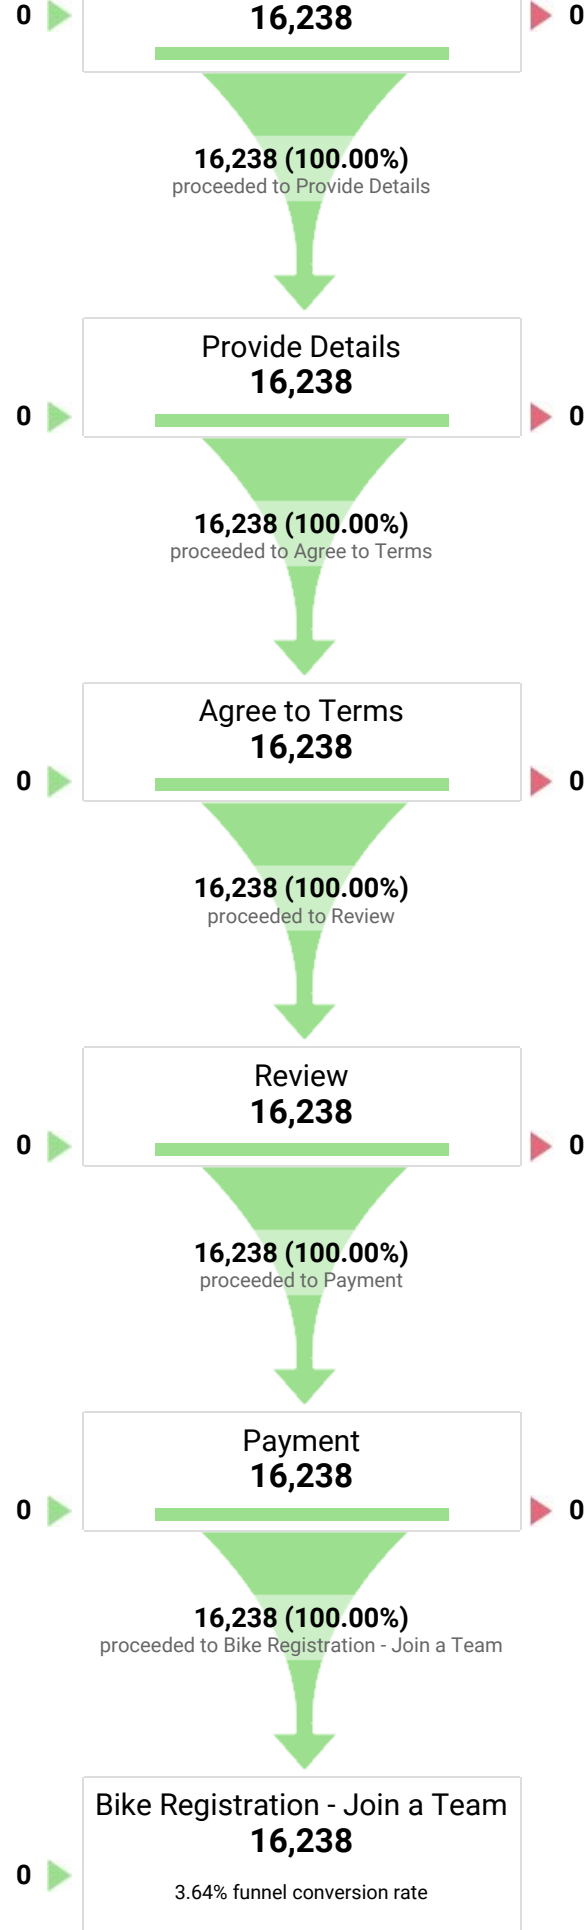 16,238
0
0
16,238 (100.00%)
proceeded to Provide Details
Provide Details
16,238
0
0
16,238 (100.00%)
proceeded to Agree to Terms
Agree to Terms
16,238
0
0
16,238 (100.00%)
proceeded to Review
Review
16,238
0
0
16,238 (100.00%)
proceeded to Payment
Payment
16,238
0
0
16,238 (100.00%)
proceeded to Bike Registration - Join a Team
Bike Registration - Join a Team
16,238
0
3.64% funnel conversion rate